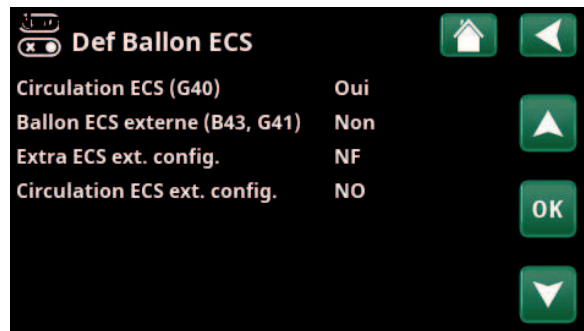 Def Ballon ECS
Circulation ECS (G40) Oui
Ballon ECS externe (B43, G41) Non
Extra ECS ext. config. NF
Circulation ECS ext. config. NO
OK